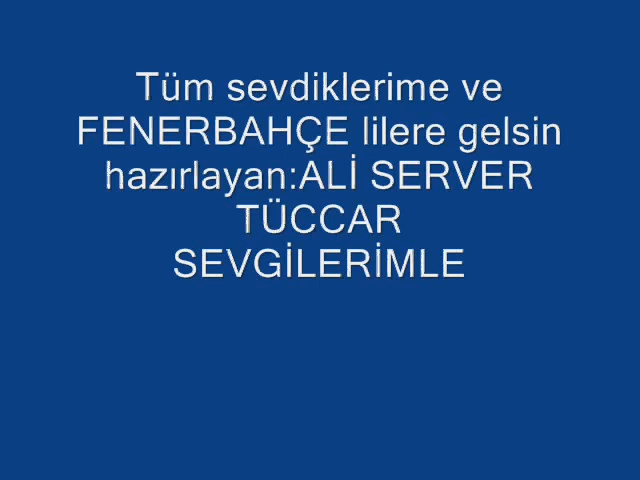 Tüm sevdiklerime ve
FENERBAHÇE lilere gelsin
hazırlayan:ALİ SERVER
TÜCCAR
SEVGİLERİMLE